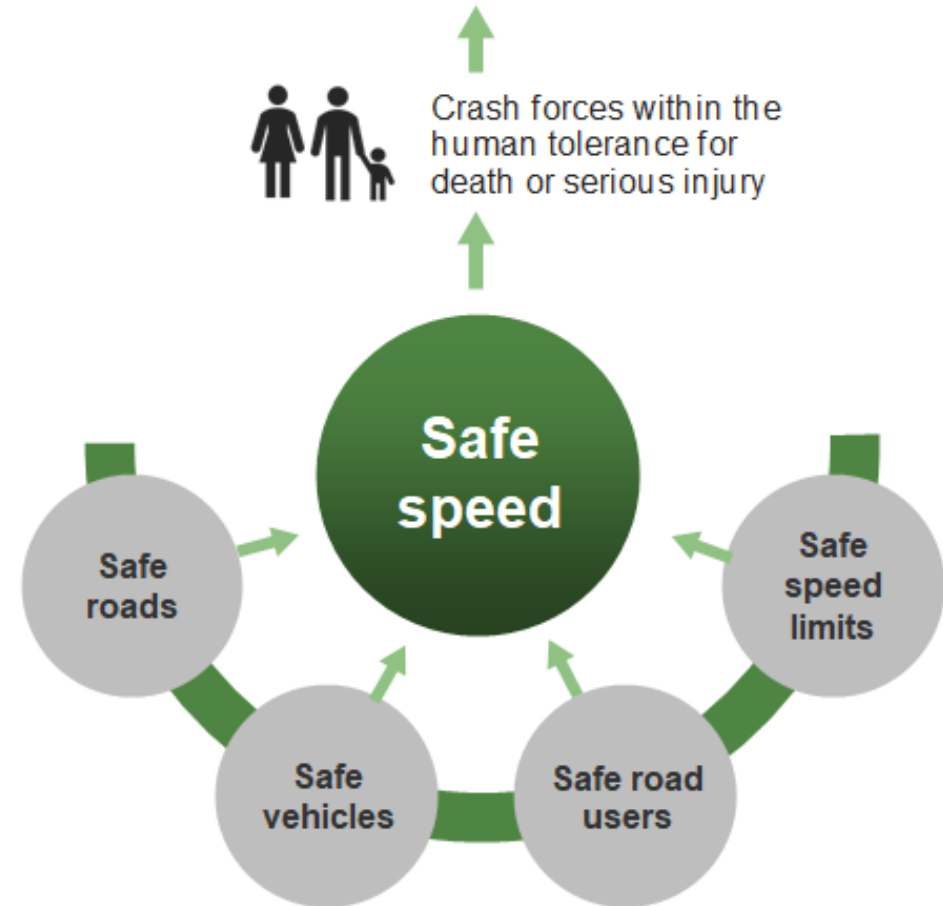 Crash forces within the
human tolerance for
death or serious injury
Safe
speed
Safe
roads
Safe
speed
limits
Safe
vehicles
Safe road
users